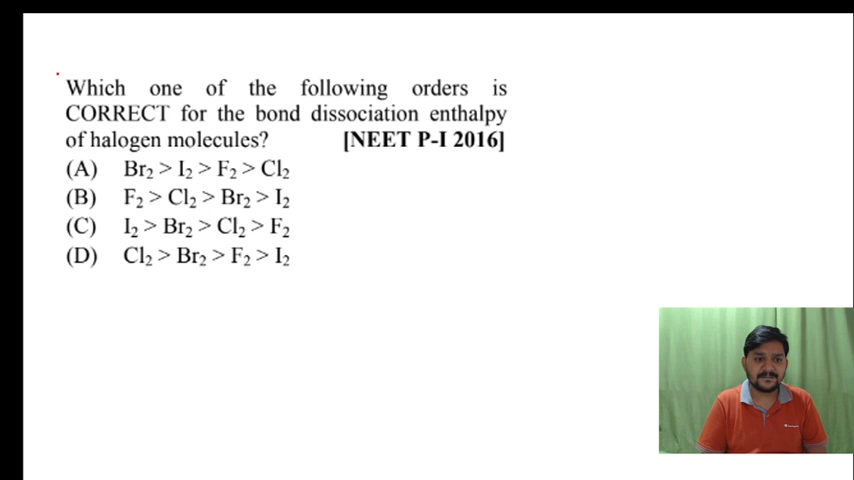 Which one of the following orders is
CORRECT for the bond dissociation enthalpy
of halogen molecules? [NEET P-I 2016]
(A) Br₂ > I₂ > F₂ > Cl₂
(B) F₂ > Cl₂ > Br₂ > I₂
(C) I₂ > Br₂ > Cl₂ > F₂
(D) Cl₂ > Br₂ > F₂ > I₂